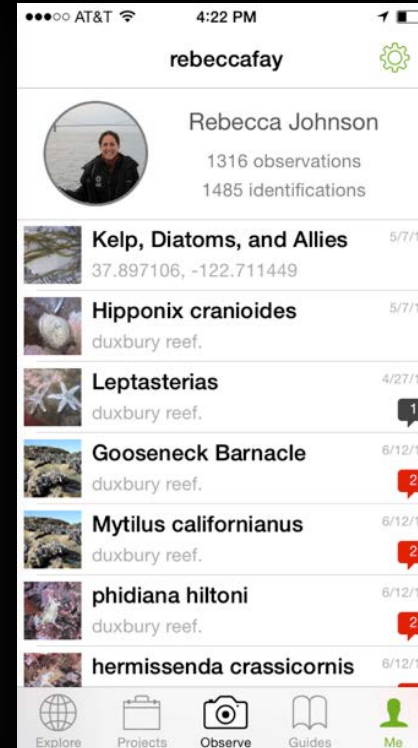 AT&T 4:22 PM
rebeccafay
Rebecca Johnson
1316 observations
1485 identifications
Kelp, Diatoms, and Allies 5/7/1
37.897106, -122.711449
Hipponix cranioides 5/7/1
duxbury reef.
Leptasterias 4/27/1
duxbury reef. 1
Gooseneck Barnacle 6/12/1
duxbury reef. 2
Mytilus californianus 6/12/1
duxbury reef. 2
phidiana hiltoni 6/12/1
duxbury reef. 2
hermissenda crassicornis 6/12/1
Explore Projects Observe Guides Me